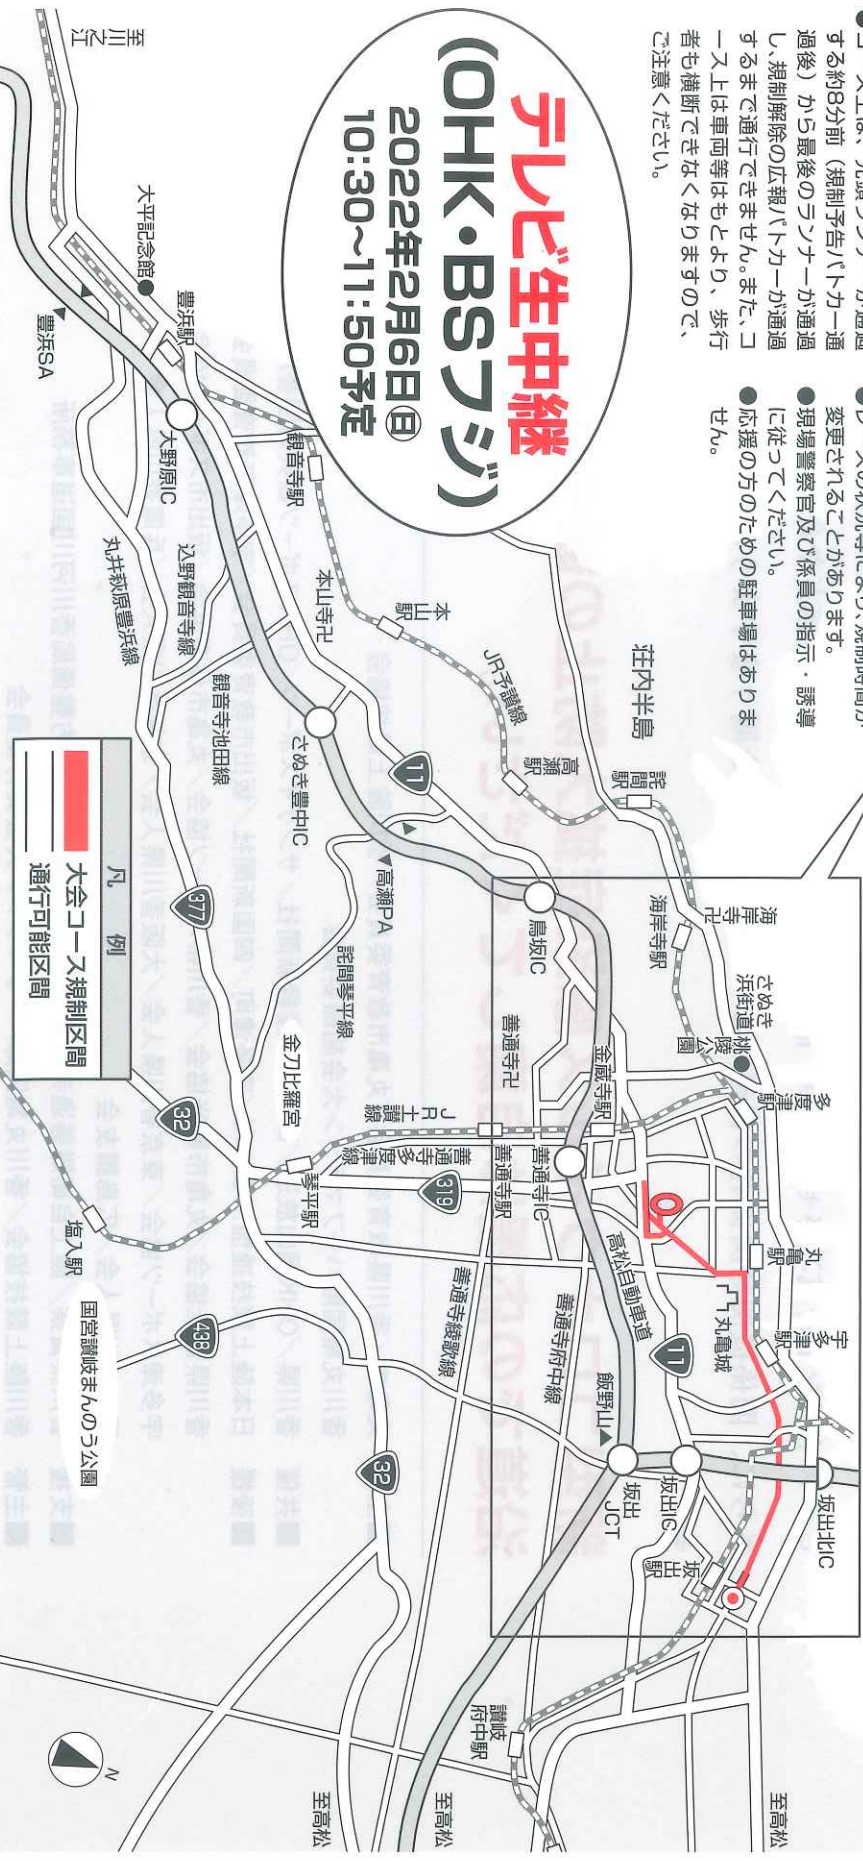 する約8分前（規制予告パトカー通
過後）から最後のランナーが通過
し、規制解除の広報パトカーが通過
するまで通行できません。また、コ
ース上は車両等はもとより、歩行
者も横断できなくなりますので、
ご注意ください。
変更されることがあります。
●現場警察官及び係員の指示・誘導
に従ってください。
●応援の方のための駐車場はありま
せん。
テレビ生中継
(OHK・BSフジ)
2022年2月6日㊐
10:30〜11:50予定
至川之江
大平記念館
豊浜SA
豊浜駅
大野原IC
観音寺駅
丸井萩原豊浜線
込野観音寺線
観音寺池田線
本山寺卍
本山駅
JR予讃線
荘内半島
高瀬駅
詫間駅
さぬき豊中IC
11
高瀬PA
377
詫間琴平線
鳥坂IC
海岸寺卍
海岸寺駅
さぬき浜街道
桃陵公園
多度津駅
善通寺卍
金蔵寺駅
金刀比羅宮
32
JR土讃線
善通寺多度津線
善通寺駅
善通寺IC
琴平駅
319
塩入駅
高松自動車道
丸亀駅
丸亀城
宇多津駅
善通寺府中線
善通寺綾歌線
438
国営讃岐まんのう公園
11
飯野山
坂出JCT
坂出IC
坂出北IC
坂出駅
32
讃岐府中駅
至高松
至高松
至高松
N
凡例
大会コース規制区間
通行可能区間